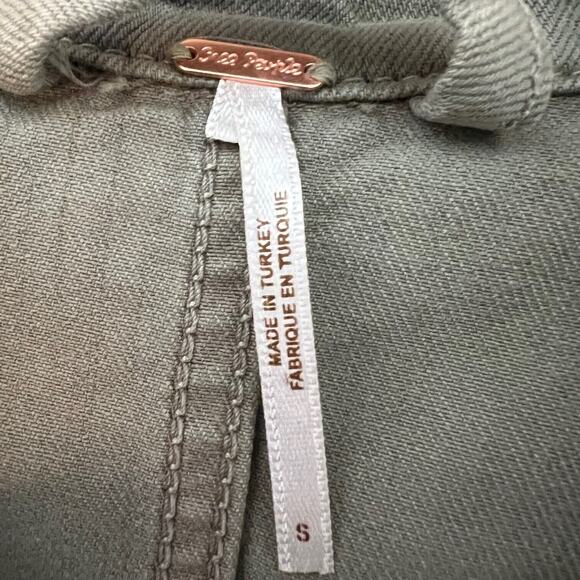 Free People
MADE IN TURKEY
FABRIQUE EN TURQUIE
S